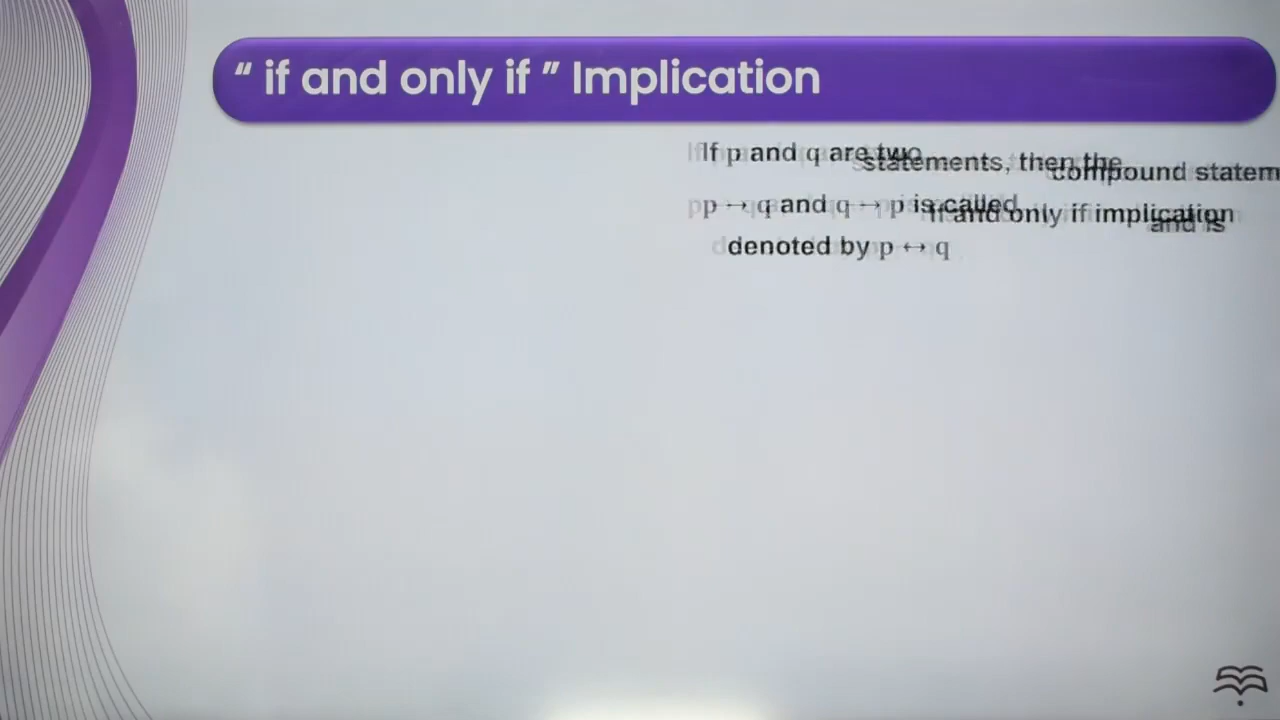 “ if and only if ” Implication
If p and q are two statements, then the compound statem
p → q and q → p is called if and only if implication and is
denoted by p ↔ q